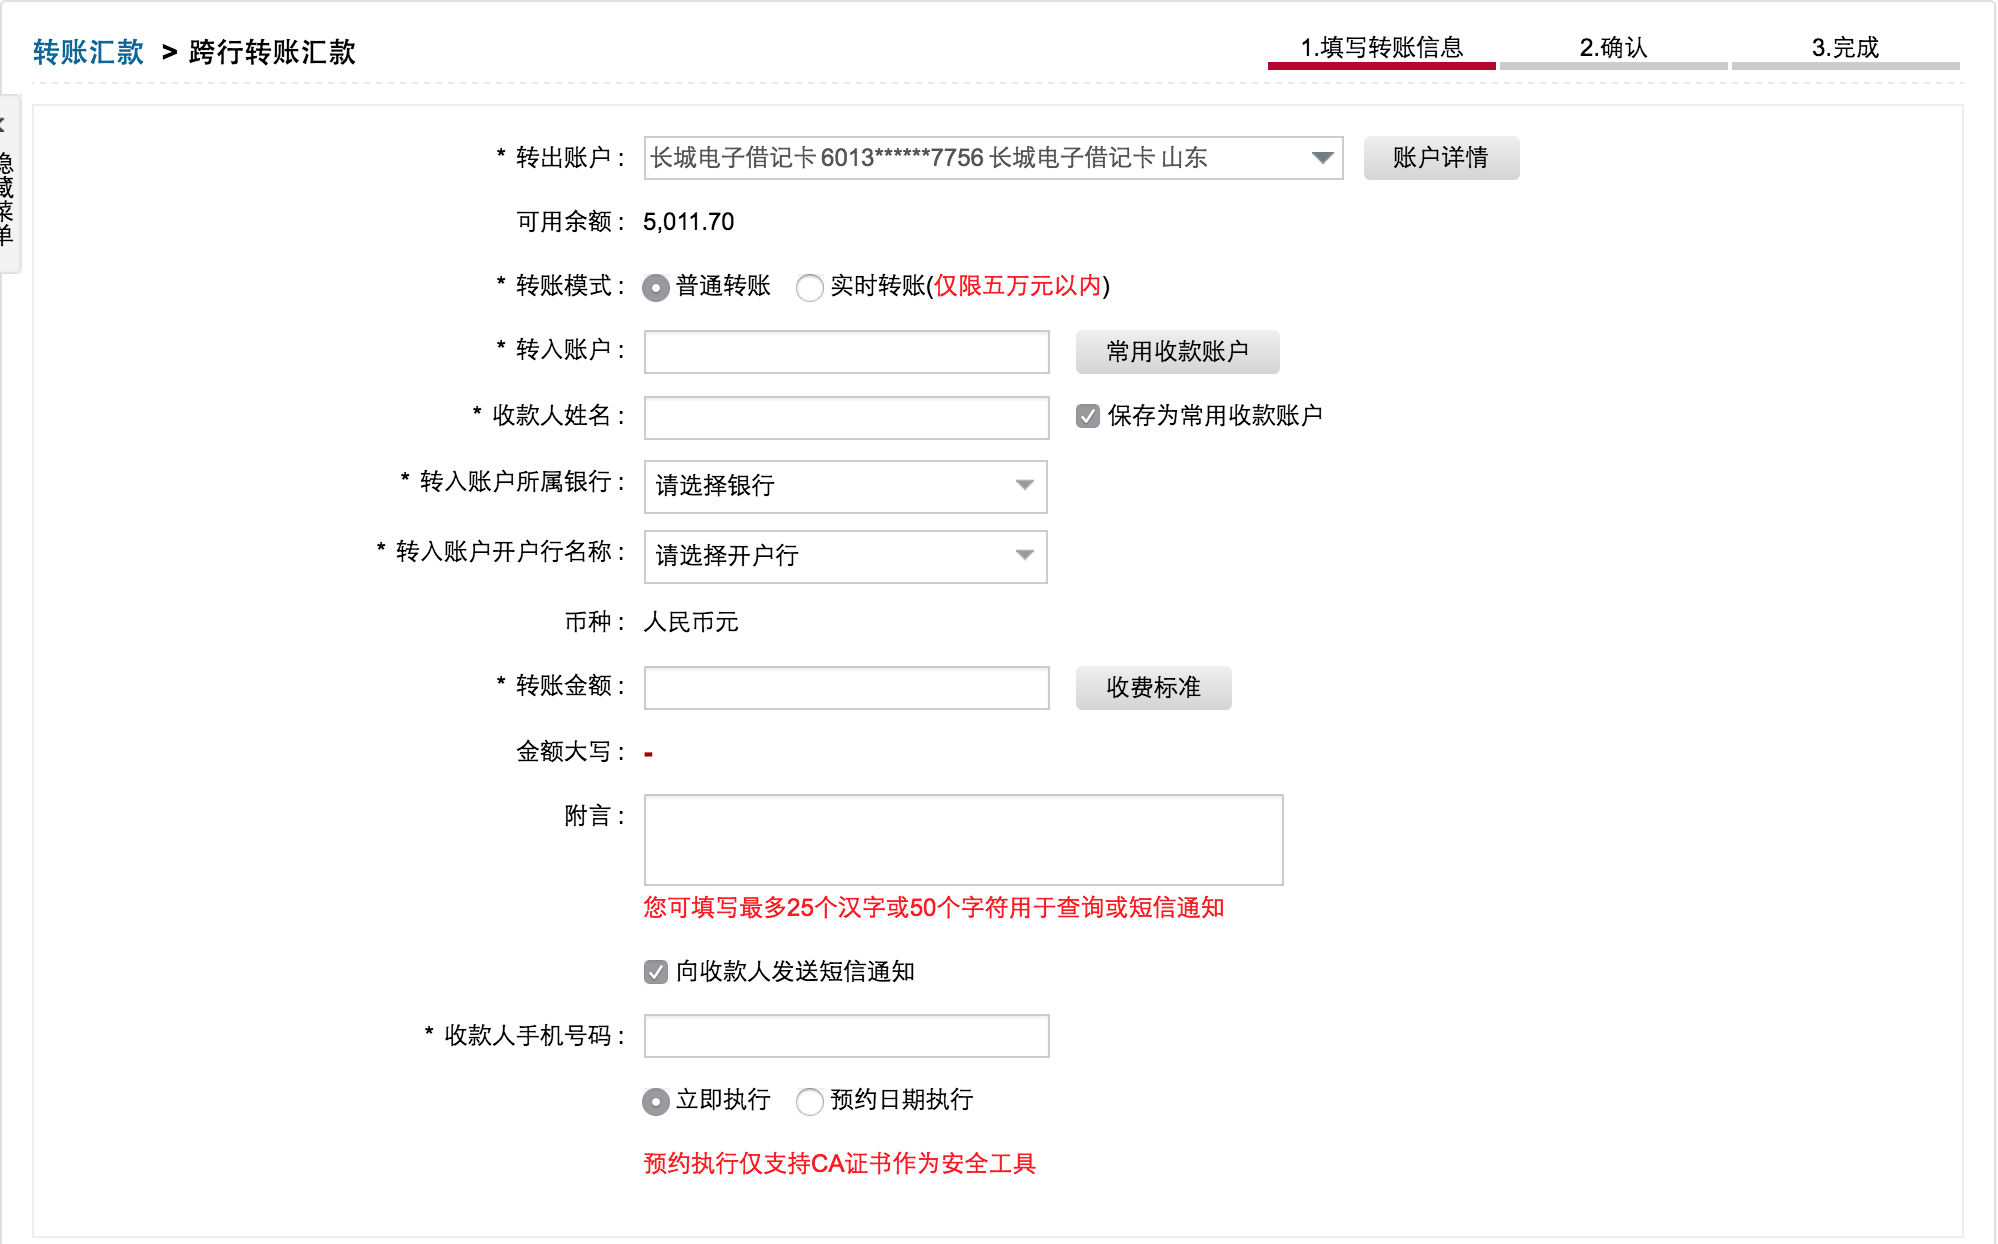 转账汇款 > 跨行转账汇款
1.填写转账信息 2.确认 3.完成
隐藏菜单
* 转出账户： 长城电子借记卡 6013******7756 长城电子借记卡 山东 账户详情
可用余额： 5,011.70
* 转账模式： 普通转账 实时转账(仅限五万元以内)
* 转入账户： 常用收款账户
* 收款人姓名： 保存为常用收款账户
* 转入账户所属银行： 请选择银行
* 转入账户开户行名称： 请选择开户行
币种： 人民币元
* 转账金额： 收费标准
金额大写： -
附言：
您可填写最多25个汉字或50个字符用于查询或短信通知
向收款人发送短信通知
* 收款人手机号码：
立即执行 预约日期执行
预约执行仅支持CA证书作为安全工具